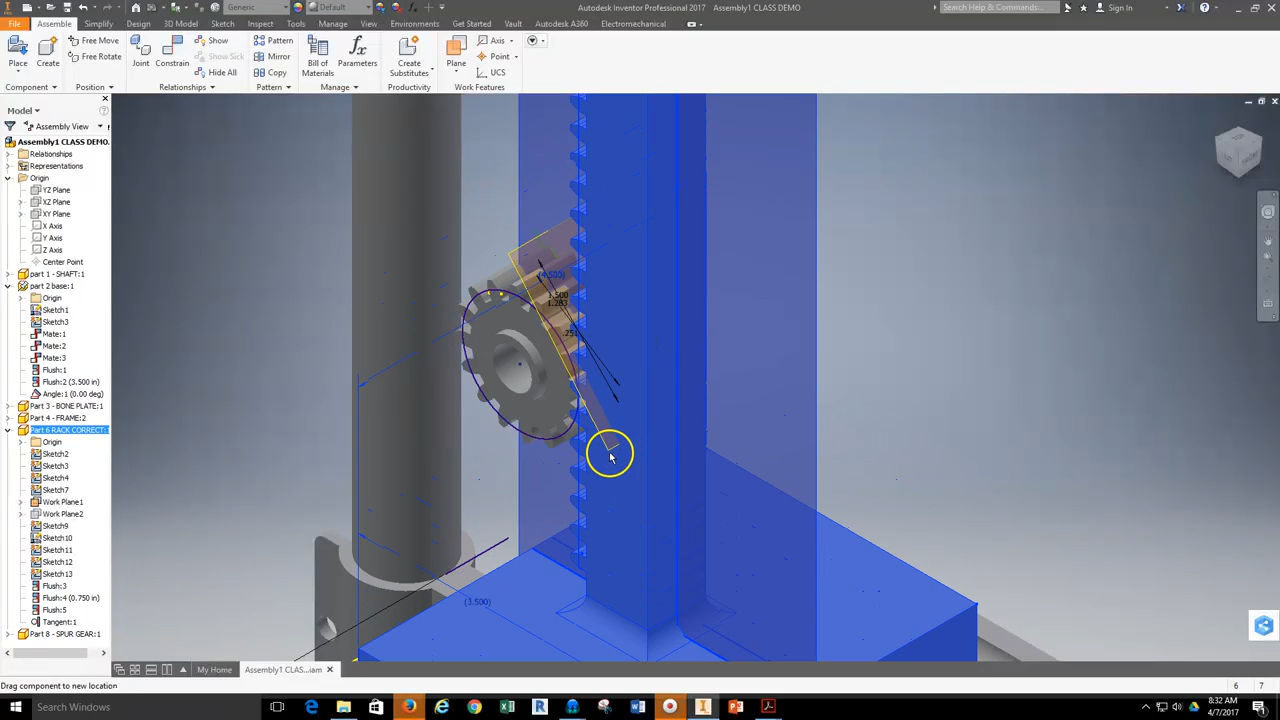 Generic
Default
Autodesk Inventor Professional 2017 Assembly1 CLASS DEMO
Search Help & Commands...
Sign In
File
Assemble
Simplify
Design
3D Model
Sketch
Inspect
Tools
Manage
View
Environments
Get Started
Vault
Autodesk A360
Electromechanical
Place
Create
Free Move
Free Rotate
Joint
Constrain
Show
Show Sick
Hide All
Pattern
Mirror
Copy
Bill of Materials
Parameters
Create Substitutes
Plane
Axis
Point
UCS
Component
Position
Relationships
Pattern
Manage
Productivity
Work Features
Model
Assembly View
Assembly1 CLASS DEMO.
Relationships
Representations
Origin
YZ Plane
XZ Plane
XY Plane
X Axis
Y Axis
Z Axis
Center Point
part 1 - SHAFT:1
part 2 base:1
Origin
Sketch1
Sketch3
Mate:1
Mate:2
Mate:3
Flush:1
Flush:2 (3.500 in)
Angle:1 (0.00 deg)
Part 3 - BONE PLATE:1
Part 4 - FRAME:2
Part 6 RACK CORRECT:1
Origin
Sketch2
Sketch3
Sketch4
Sketch7
Work Plane1
Work Plane2
Sketch9
Sketch10
Sketch11
Sketch12
Sketch13
Flush:3
Flush:4 (0.750 in)
Flush:5
Tangent:1
Part 8 - SPUR GEAR:1
(4.500)
1.500
.251
(3.500)
My Home
Assembly1 CLAS...iam
Drag component to new location
6
7
Search Windows
8:32 AM
4/7/2017